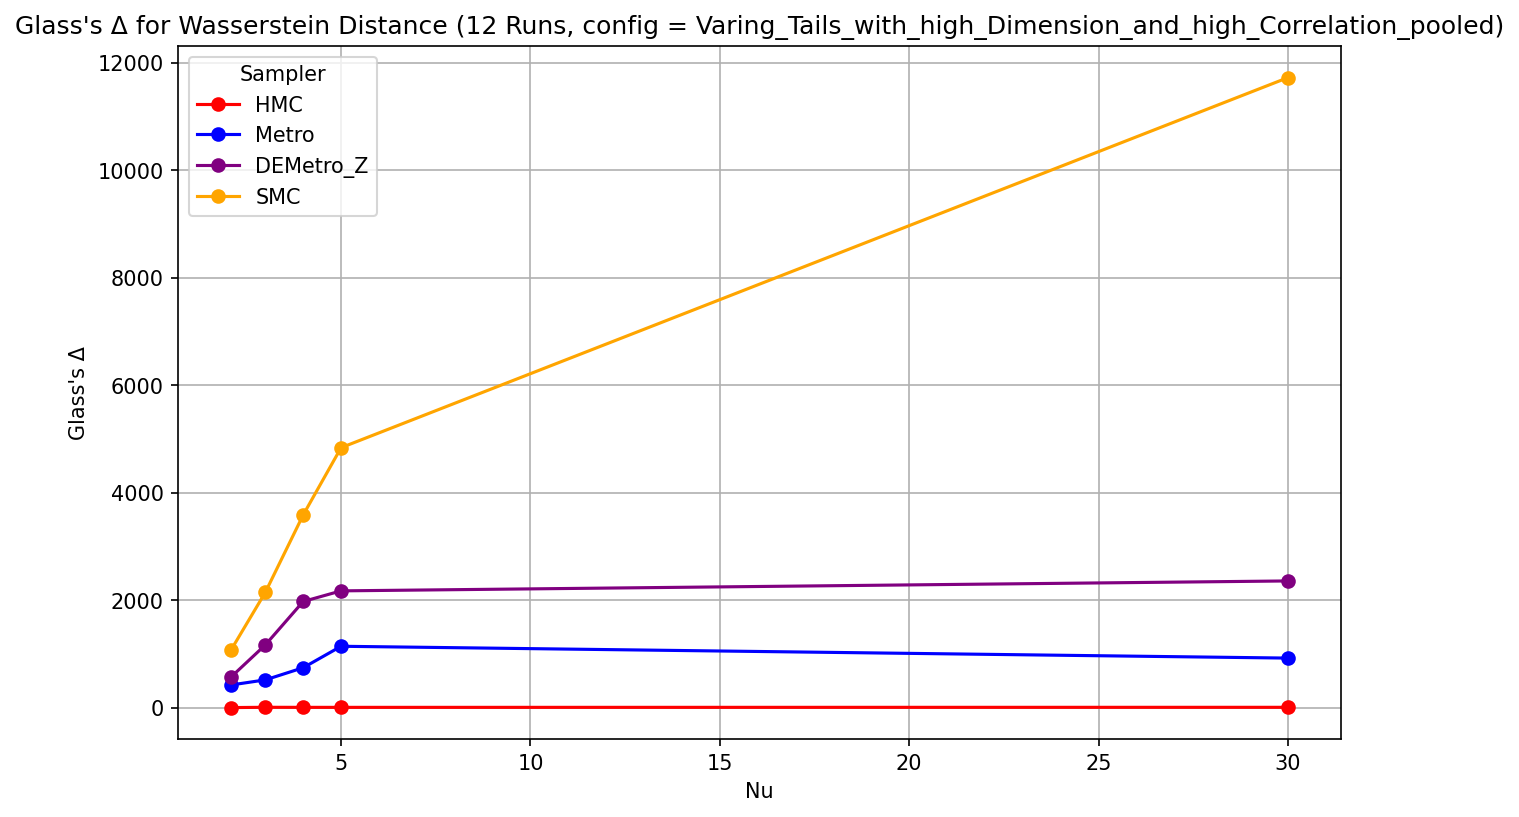 Glass's Δ for Wasserstein Distance (12 Runs, config = Varing_Tails_with_high_Dimension_and_high_Correlation_pooled)
12000
10000
8000
6000
4000
2000
0
Glass's Δ
Sampler
HMC
Metro
DEMetro_Z
SMC
5
10
15
20
25
30
Nu